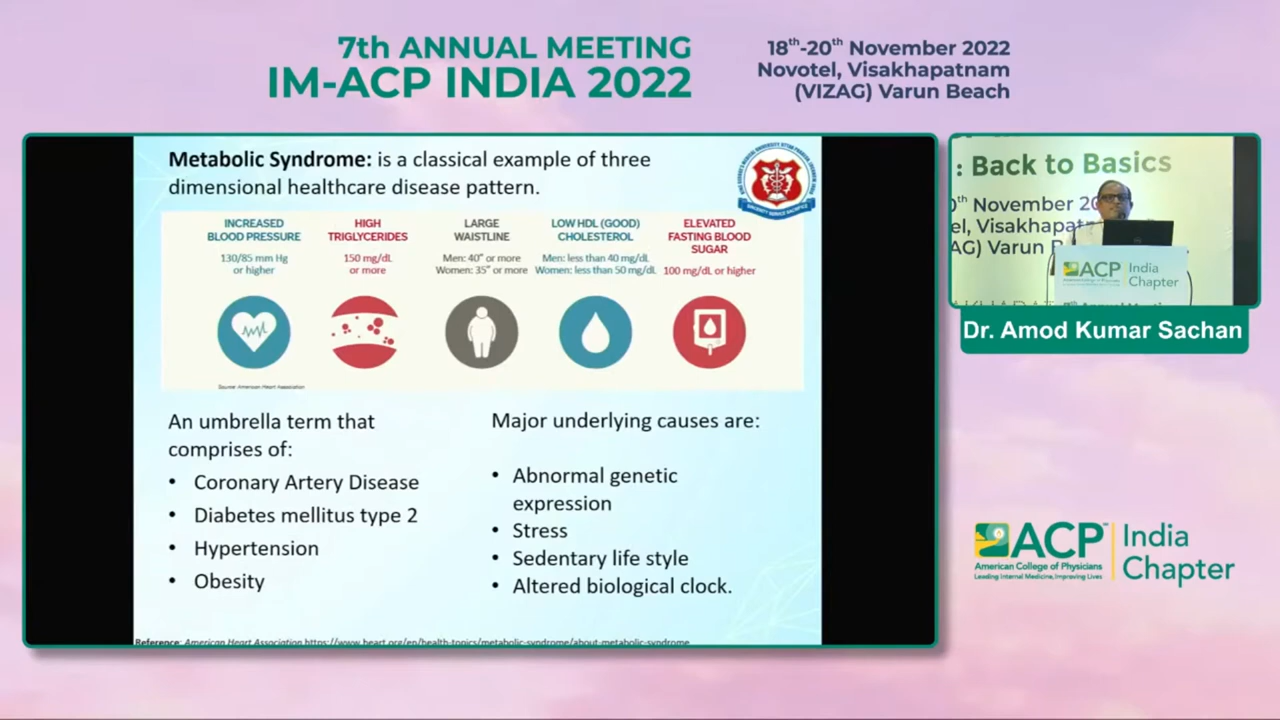 7th ANNUAL MEETING
IM-ACP INDIA 2022
18th-20th November 2022
Novotel, Visakhapatnam
(VIZAG) Varun Beach
Metabolic Syndrome: is a classical example of three
dimensional healthcare disease pattern.
INCREASED
BLOOD PRESSURE
130/85 mm Hg
or higher
HIGH
TRIGLYCERIDES
150 mg/dL
or more
LARGE
WAISTLINE
Men: 40" or more
Women: 35" or more
LOW HDL (GOOD)
CHOLESTEROL
Men: less than 40 mg/dL
Women: less than 50 mg/dL
ELEVATED
FASTING BLOOD
SUGAR
100 mg/dL or higher
Source: American Heart Association
An umbrella term that
comprises of:
• Coronary Artery Disease
• Diabetes mellitus type 2
• Hypertension
• Obesity
Major underlying causes are:
• Abnormal genetic
expression
• Stress
• Sedentary life style
• Altered biological clock.
Reference: American Heart Association https://www.heart.org/en/health-topics/metabolic-syndrome/about-metabolic-syndrome
: Back to Basics
th November 20
el, Visakhapat
AG) Varun B
ACP India
Chapter
Dr. Amod Kumar Sachan
ACP India
Chapter
American College of Physicians
Leading Internal Medicine, Improving Lives